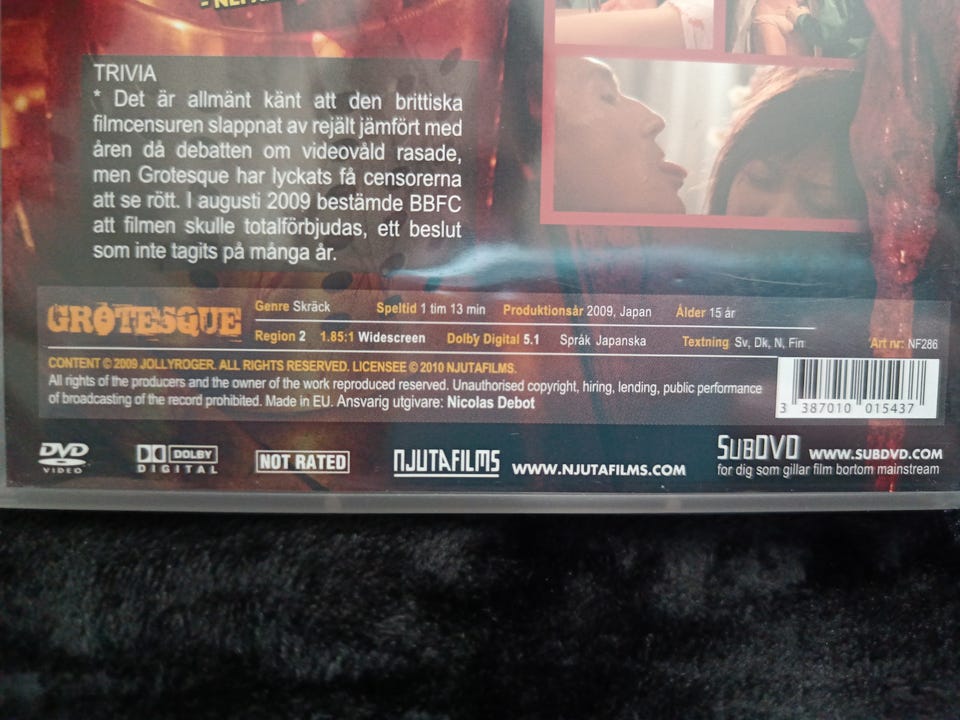 TRIVIA
* Det är allmänt känt att den brittiska
filmcensuren slappnat av rejält jämfört med
åren då debatten om videovåld rasade,
men Grotesque har lyckats få censorerna
att se rött. I augusti 2009 bestämde BBFC
att filmen skulle totalförbjudas, ett beslut
som inte tagits på många år.
GROTESQUE
Genre Skräck Speltid 1 tim 13 min Produktionsår 2009, Japan Ålder 15 år
Region 2 1.85:1 Widescreen Dolby Digital 5.1 Språk Japanska Textning Sv, Dk, N, Fin Art nr: NF286
CONTENT © 2009 JOLLYROGER. ALL RIGHTS RESERVED. LICENSEE © 2010 NJUTAFILMS.
All rights of the producers and the owner of the work reproduced reserved. Unauthorised copyright, hiring, lending, public performance
of broadcasting of the record prohibited. Made in EU. Ansvarig utgivare: Nicolas Debot
3 387010 015437
DVD VIDEO
DOLBY DIGITAL
NOT RATED
NJUTAFILMS WWW.NJUTAFILMS.COM
SUBDVD WWW.SUBDVD.COM
for dig som gillar film bortom mainstream